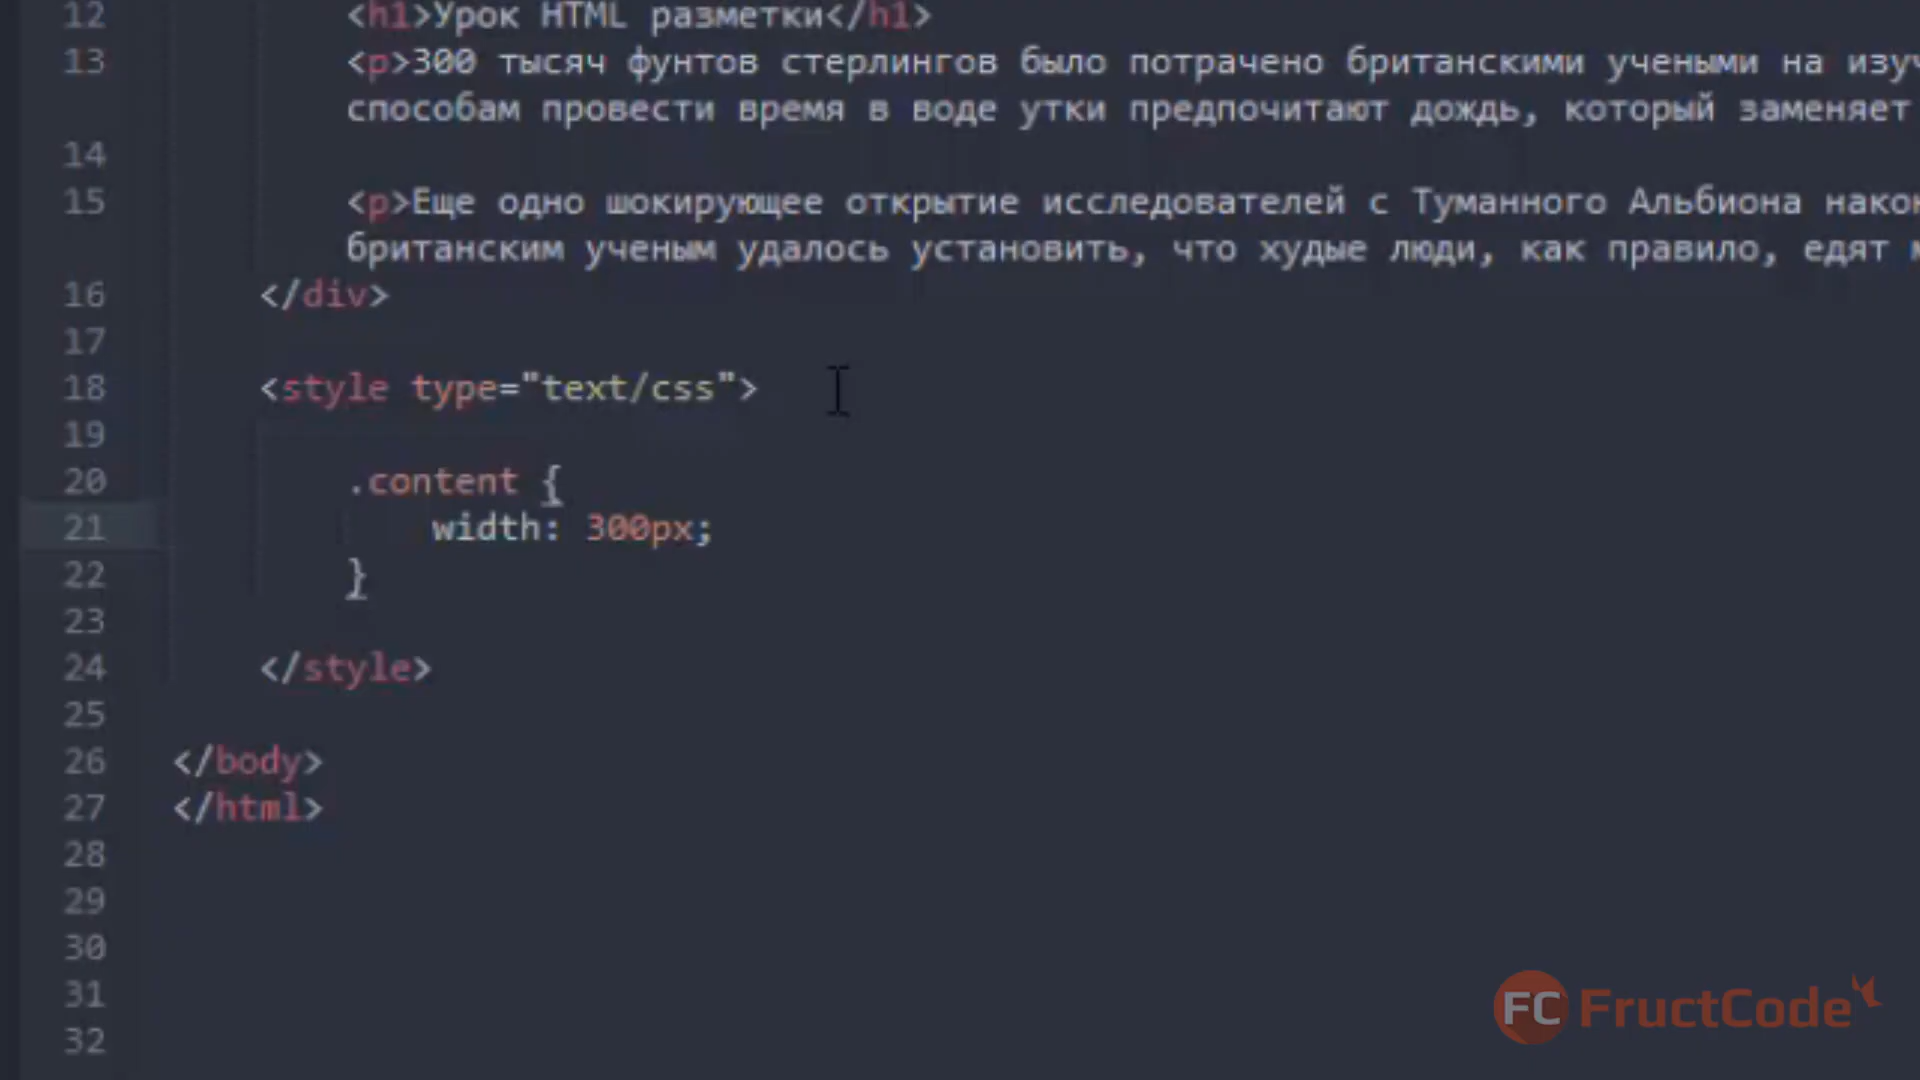 12 <h1>Урок HTML разметки</h1>
13 <p>300 тысяч фунтов стерлингов было потрачено британскими учеными на
способам провести время в воде утки предпочитают дождь, который заменяет
14
15 <p>Еще одно шокирующее открытие исследователей с Туманного Альбиона
британским ученым удалось установить, что худые люди, как правило, едят
16 </div>
17
18 <style type="text/css">
19
20 .content {
21 width: 300px;
22 }
23
24 </style>
25
26 </body>
27 </html>
28
29
30
31
32
FC FructCode